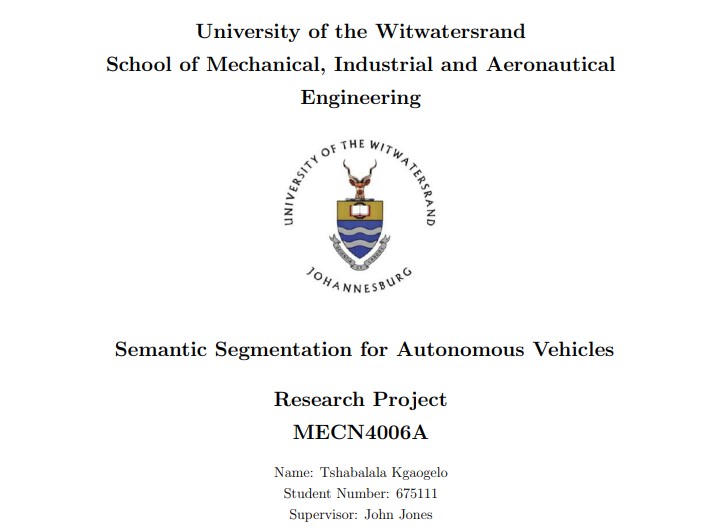 University of the Witwatersrand
School of Mechanical, Industrial and Aeronautical
Engineering
UNIVERSITY OF THE WITWATERSRAND
JOHANNESBURG
Semantic Segmentation for Autonomous Vehicles
Research Project
MECN4006A
Name: Tshabalala Kgaogelo
Student Number: 675111
Supervisor: John Jones